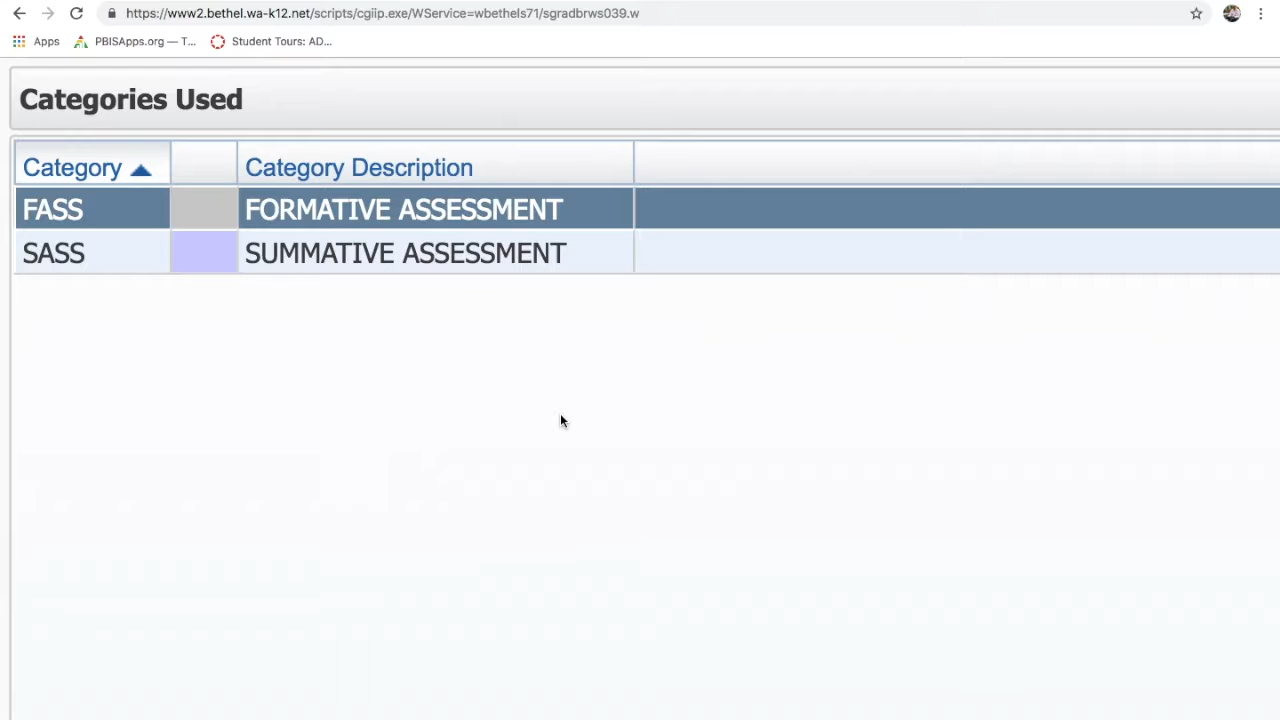 https://www2.bethel.wa-k12.net/scripts/cgiip.exe/WService=wbethels71/sgradbrws039.w
Apps PBISApps.org — T... Student Tours: AD...
Categories Used
Category Category Description
FASS FORMATIVE ASSESSMENT
SASS SUMMATIVE ASSESSMENT